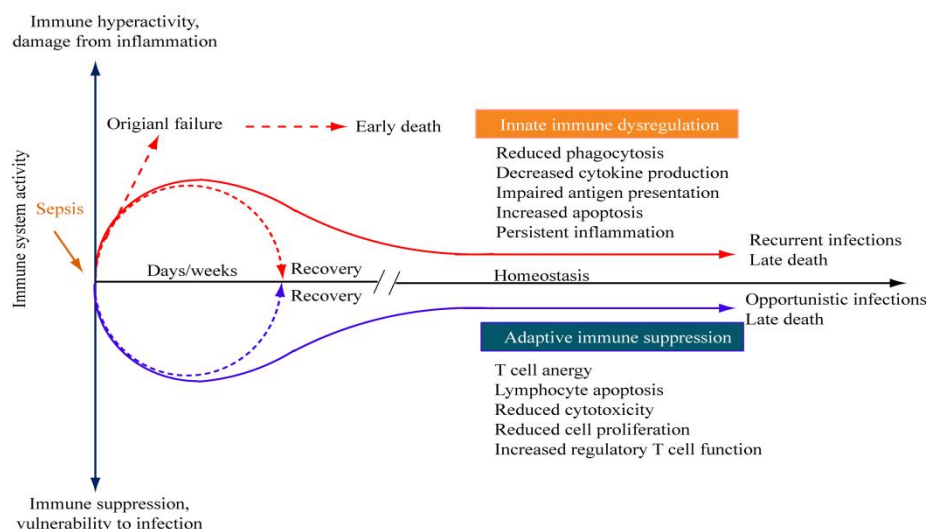 Immune hyperactivity,
damage from inflammation
Origianl failure
Early death
Innate immune dysregulation
Reduced phagocytosis
Decreased cytokine production
Impaired antigen presentation
Increased apoptosis
Persistent inflammation
Immune system activity
Sepsis
Days/weeks
Recovery
Recovery
Homeostasis
Recurrent infections
Late death
Opportunistic infections
Late death
Adaptive immune suppression
T cell anergy
Lymphocyte apoptosis
Reduced cytotoxicity
Reduced cell proliferation
Increased regulatory T cell function
Immune suppression,
vulnerability to infection